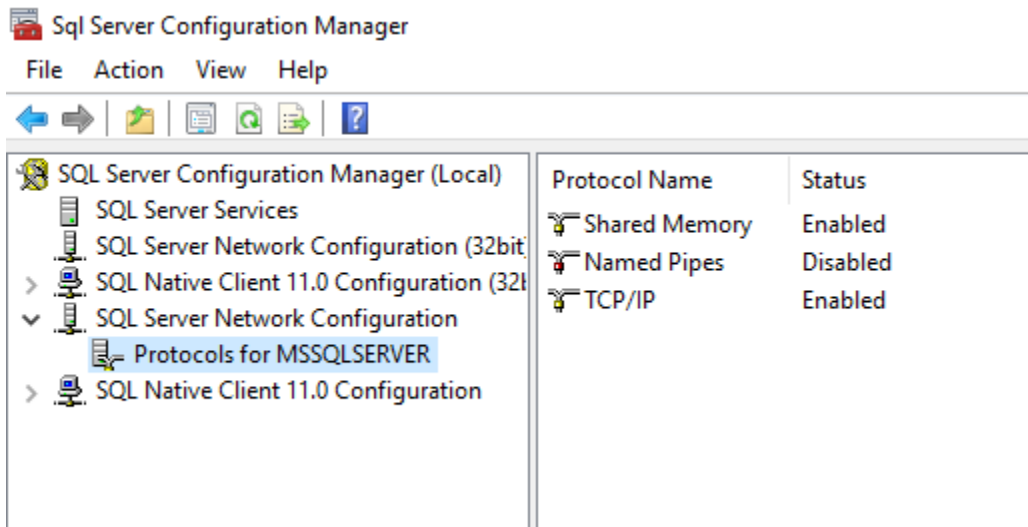 Sql Server Configuration Manager
File Action View Help
SQL Server Configuration Manager (Local)
SQL Server Services
SQL Server Network Configuration (32bit
SQL Native Client 11.0 Configuration (32b
SQL Server Network Configuration
Protocols for MSSQLSERVER
SQL Native Client 11.0 Configuration
Protocol Name Status
Shared Memory Enabled
Named Pipes Disabled
TCP/IP Enabled